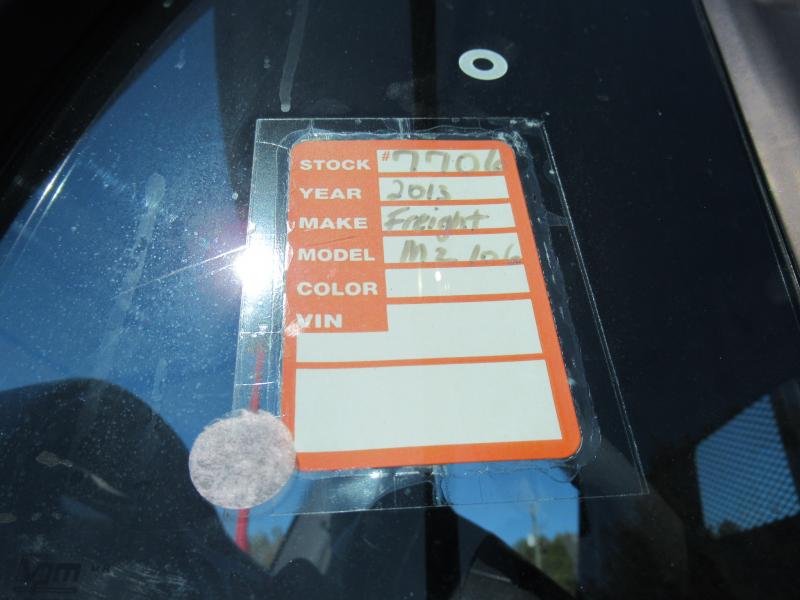 STOCK #7706
YEAR 2013
MAKE Freight
MODEL M2 106
COLOR
VIN